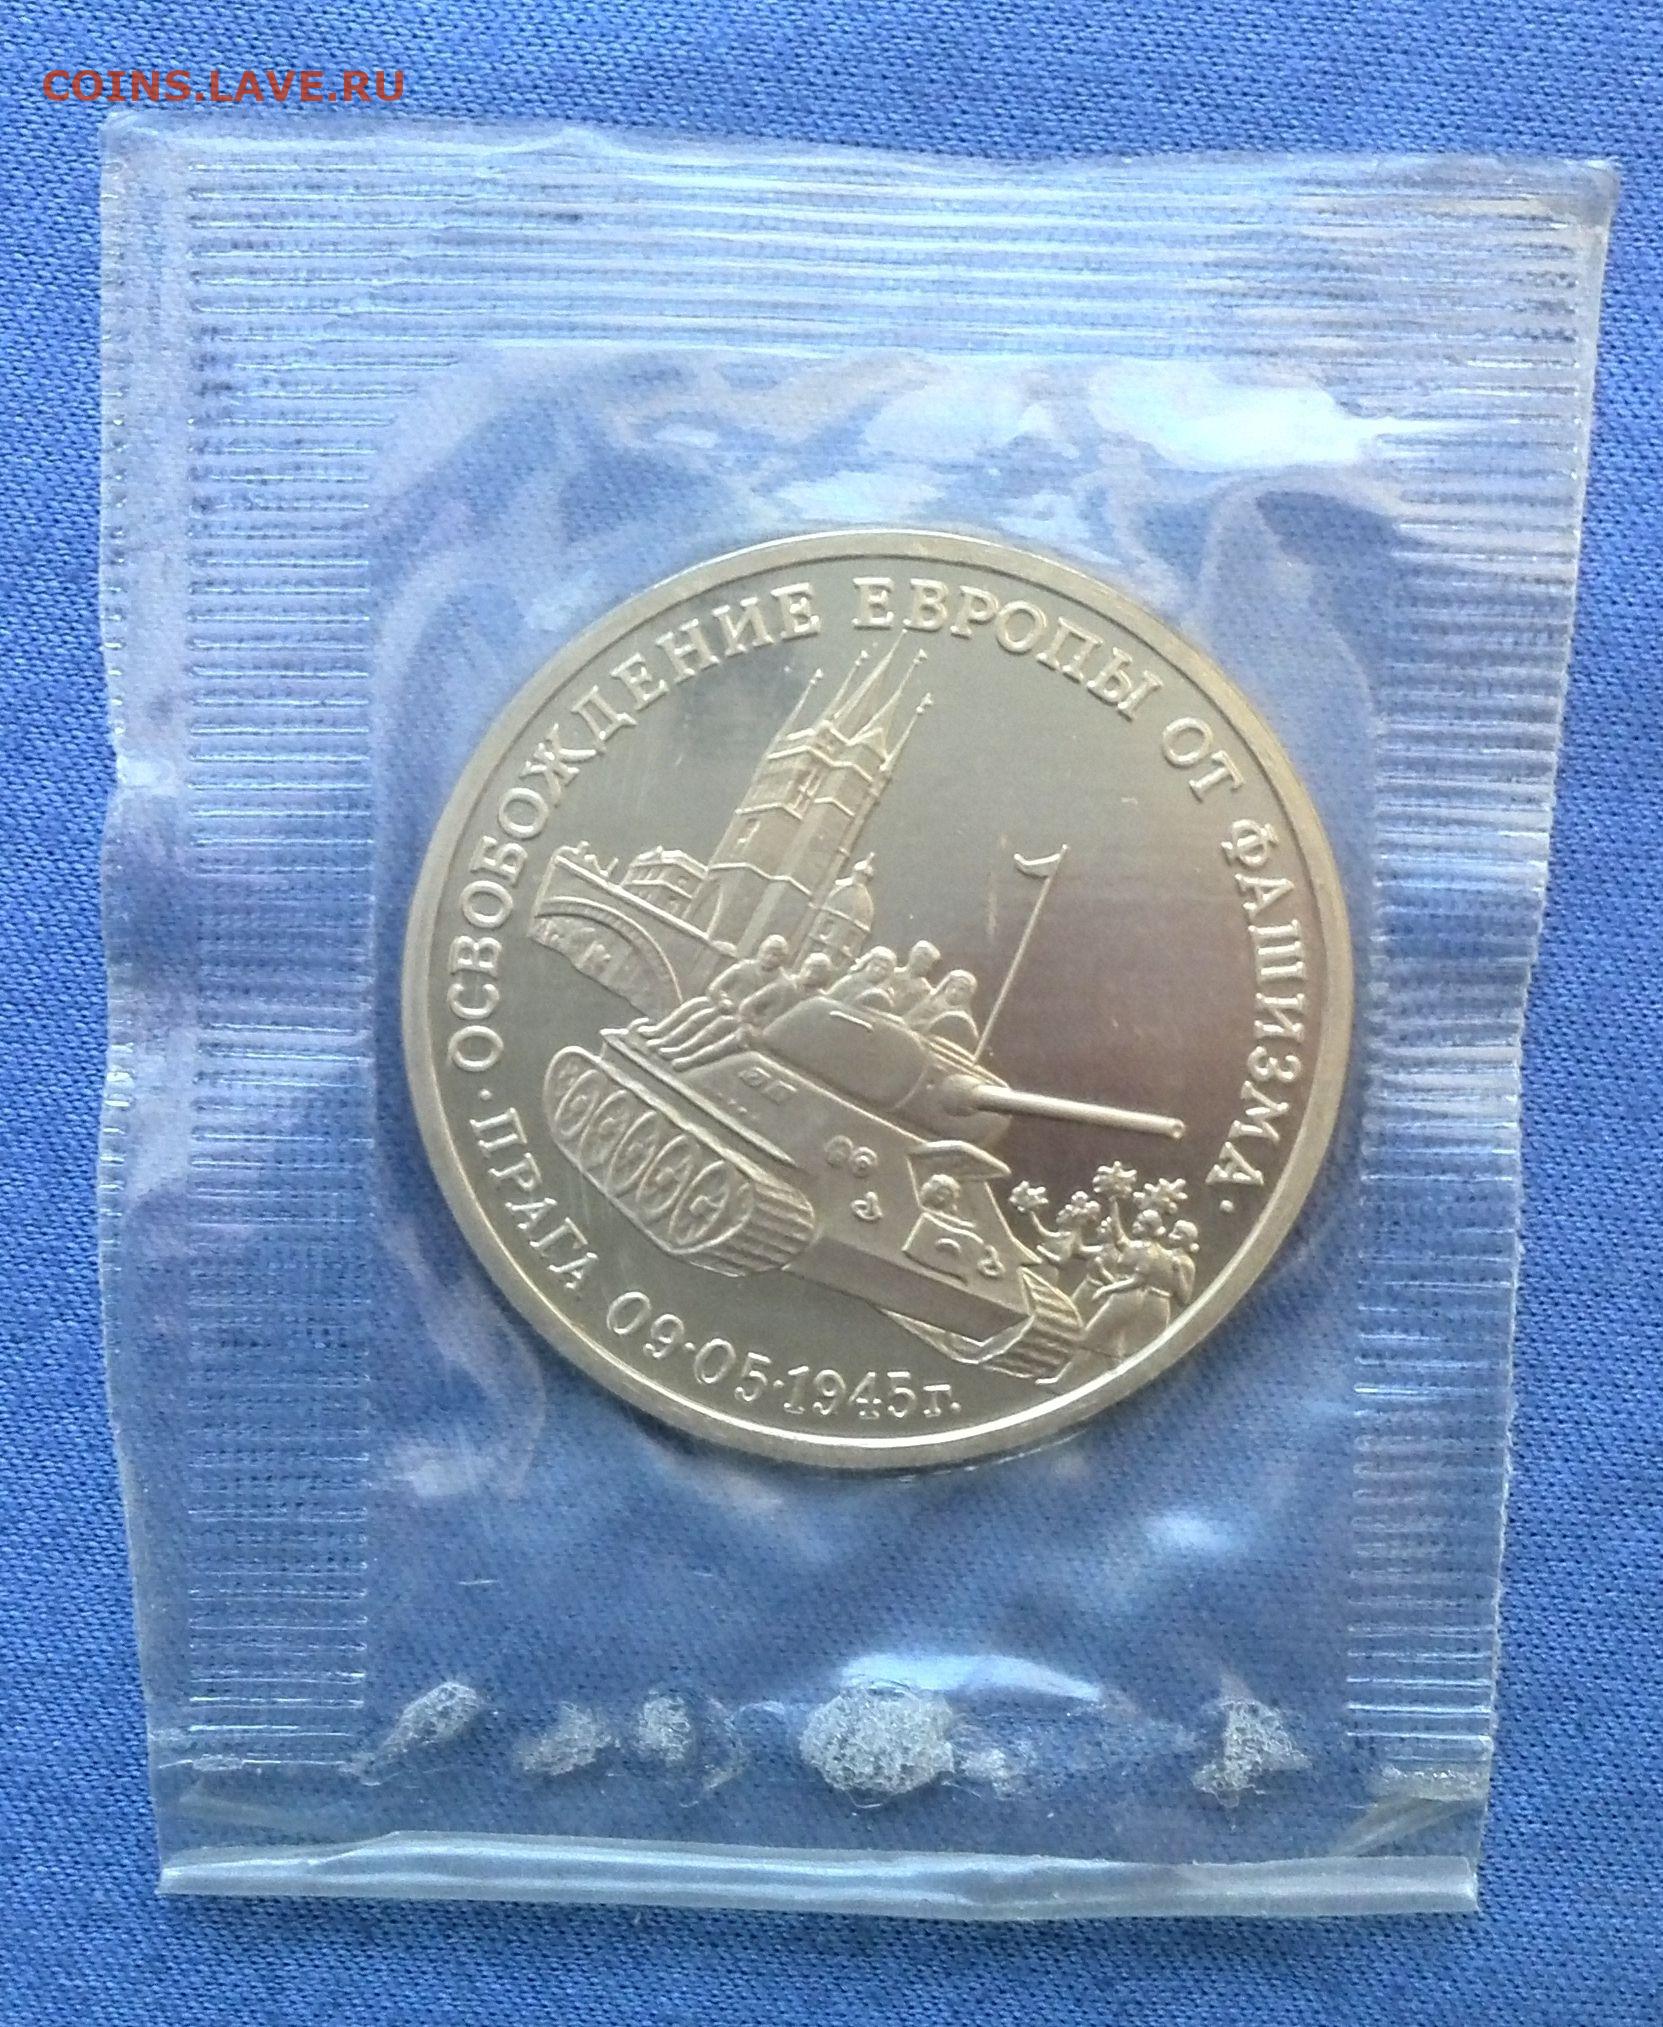 COINS.LAVE.RU
ОСВОБОЖДЕНИЕ ЕВРОПЫ ОТ ФАШИЗМА
· ПРАГА 09·05·1945г. ·